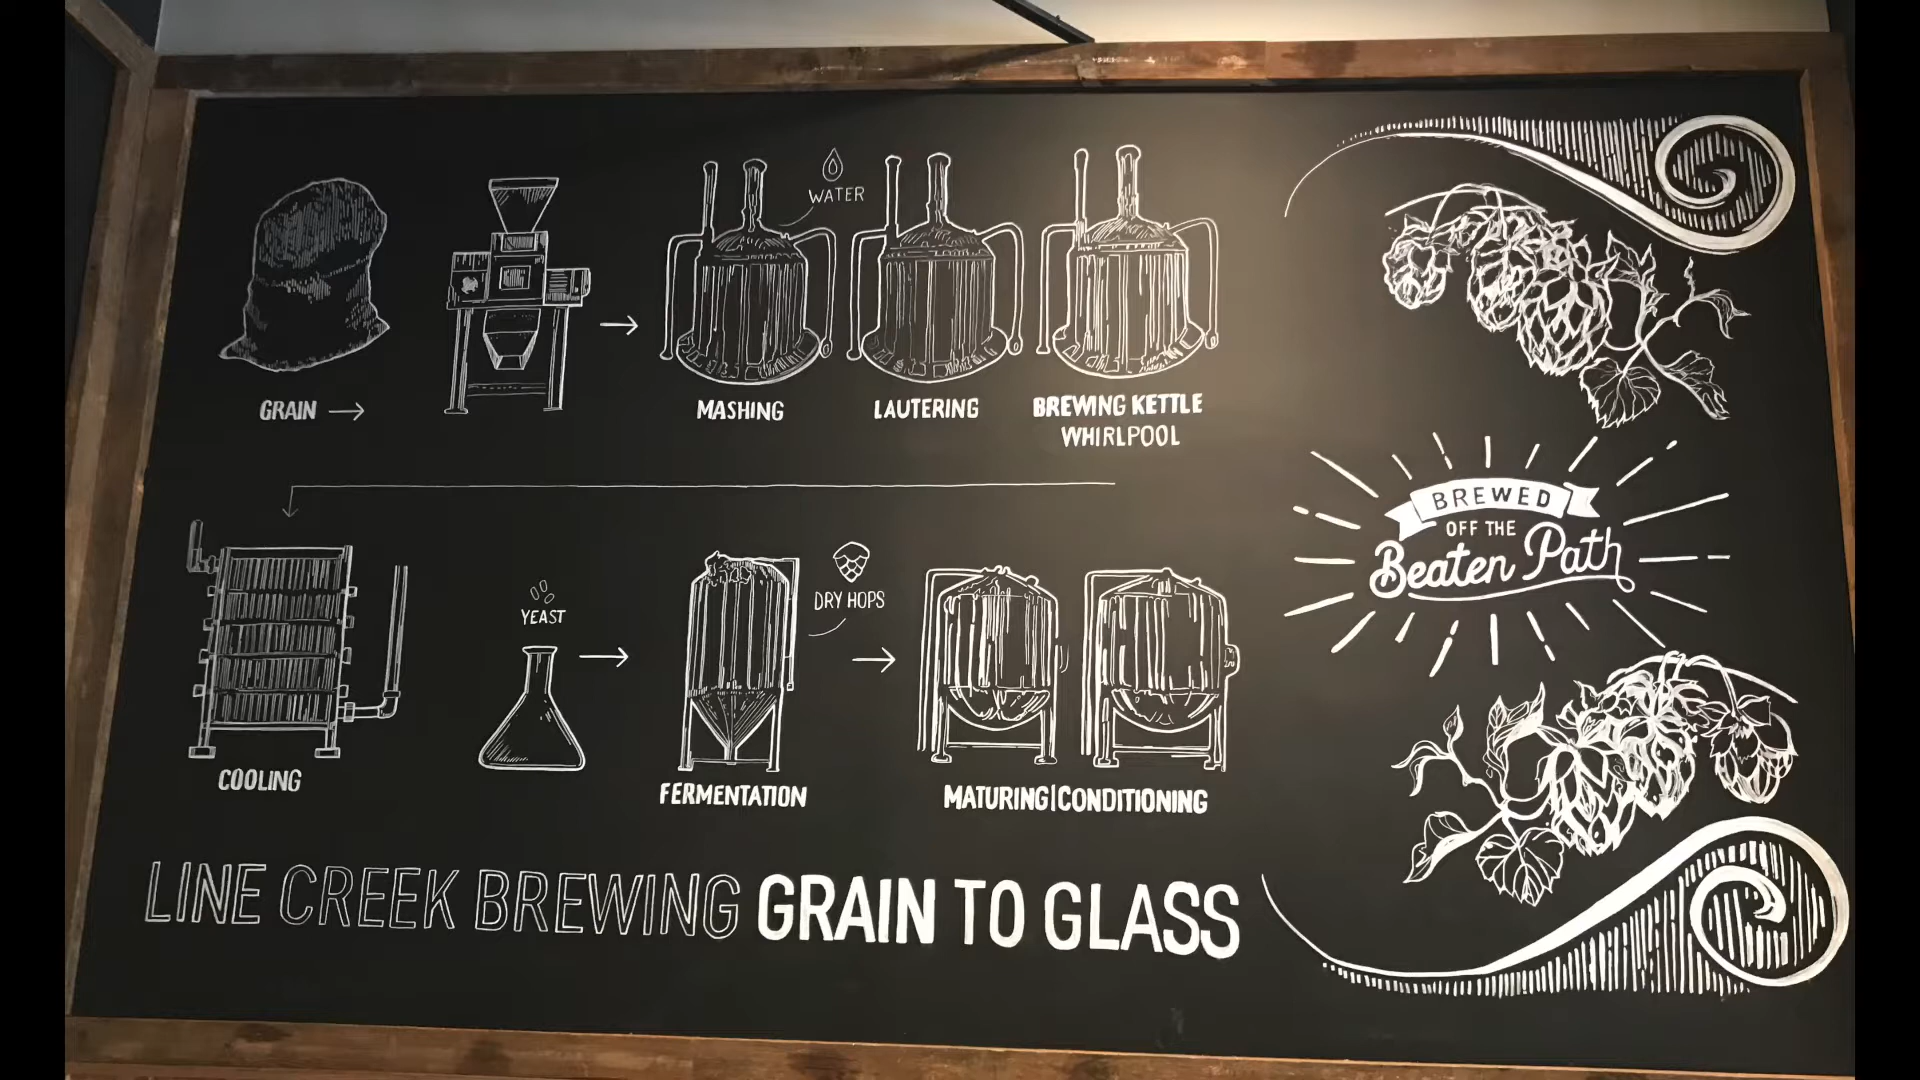 WATER
GRAIN
MASHING
LAUTERING
BREWING KETTLE
WHIRLPOOL
BREWED
OFF THE
Beaten Path
YEAST
DRY HOPS
COOLING
FERMENTATION
MATURING|CONDITIONING
LINE CREEK BREWING GRAIN TO GLASS